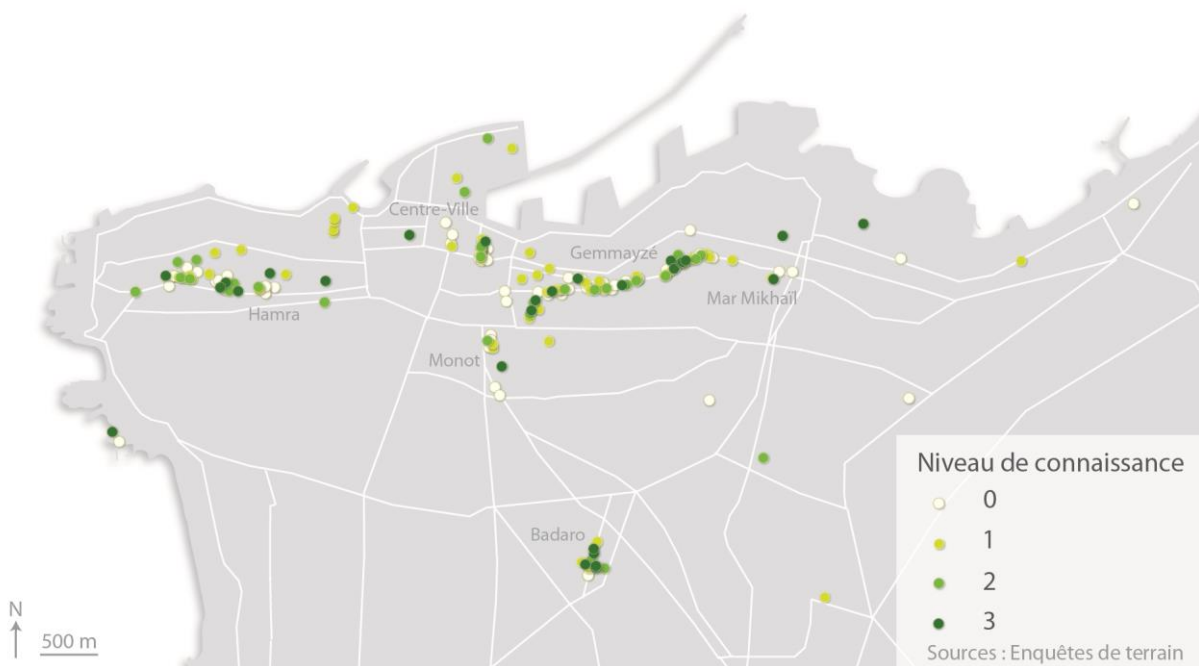 Centre-Ville
Gemmayzé
Hamra
Mar Mikhaïl
Monot
Badaro
Niveau de connaissance
0
1
2
3
N
500 m
Sources : Enquêtes de terrain